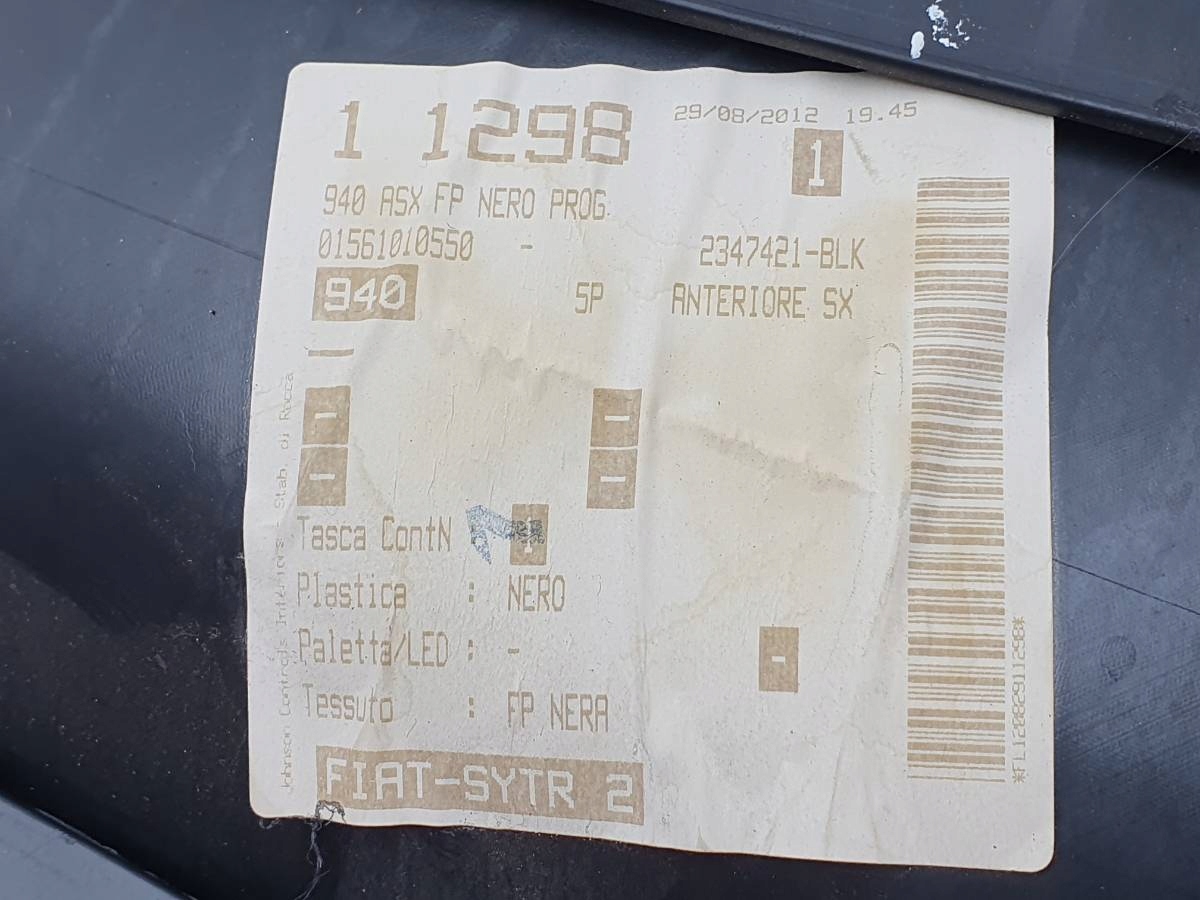 1 1298
29/08/2012 19.45
1
940 ASX FP NERO PROG.
01561010550 -
2347421-BLK
940
5P ANTERIORE SX
-
- -
- -
Tasca ContN 1
Plastica : NERO
Paletta/LED : -
-
Tessuto : FP NERA
FIAT-SYTR 2
Johnson Controls Interiors - Stab. di Rocca
*FL12082911298*